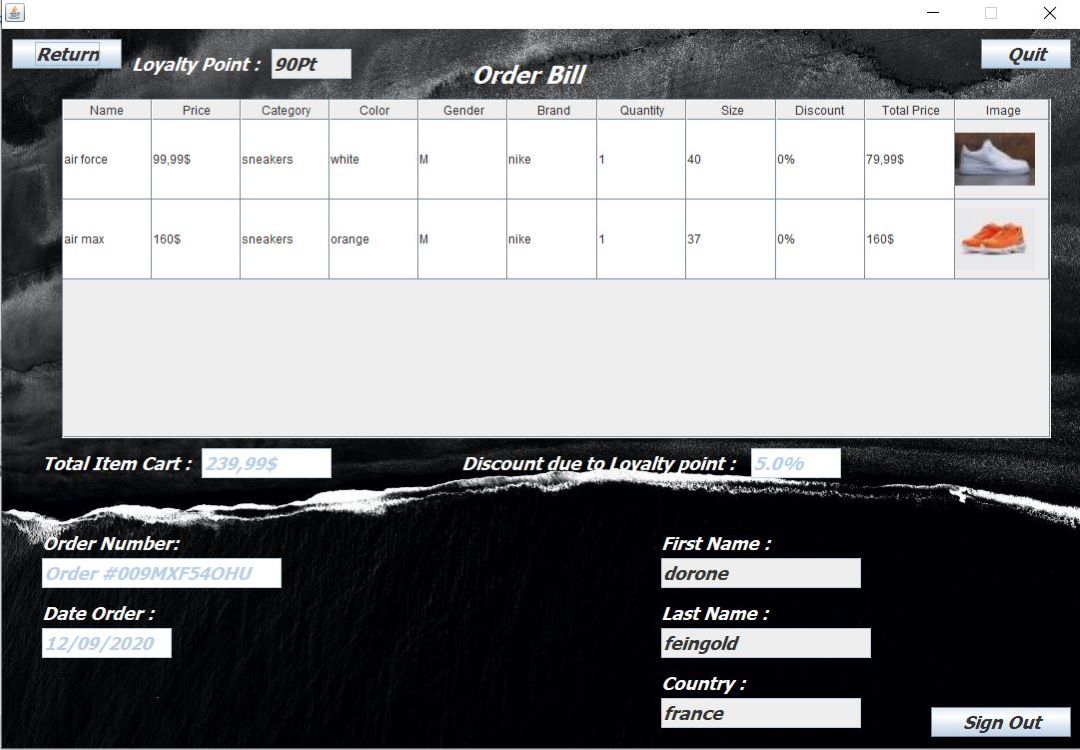 Return
Loyalty Point : 90Pt
Quit
Order Bill
Name Price Category Color Gender Brand Quantity Size Discount Total Price Image
air force 99,99$ sneakers white M nike 1 40 0% 79,99$
air max 160$ sneakers orange M nike 1 37 0% 160$
Total Item Cart : 239,99$ Discount due to Loyalty point : 5.0%
Order Number:
Order #009MXF54OHU
Date Order :
12/09/2020
First Name :
dorone
Last Name :
feingold
Country :
france
Sign Out